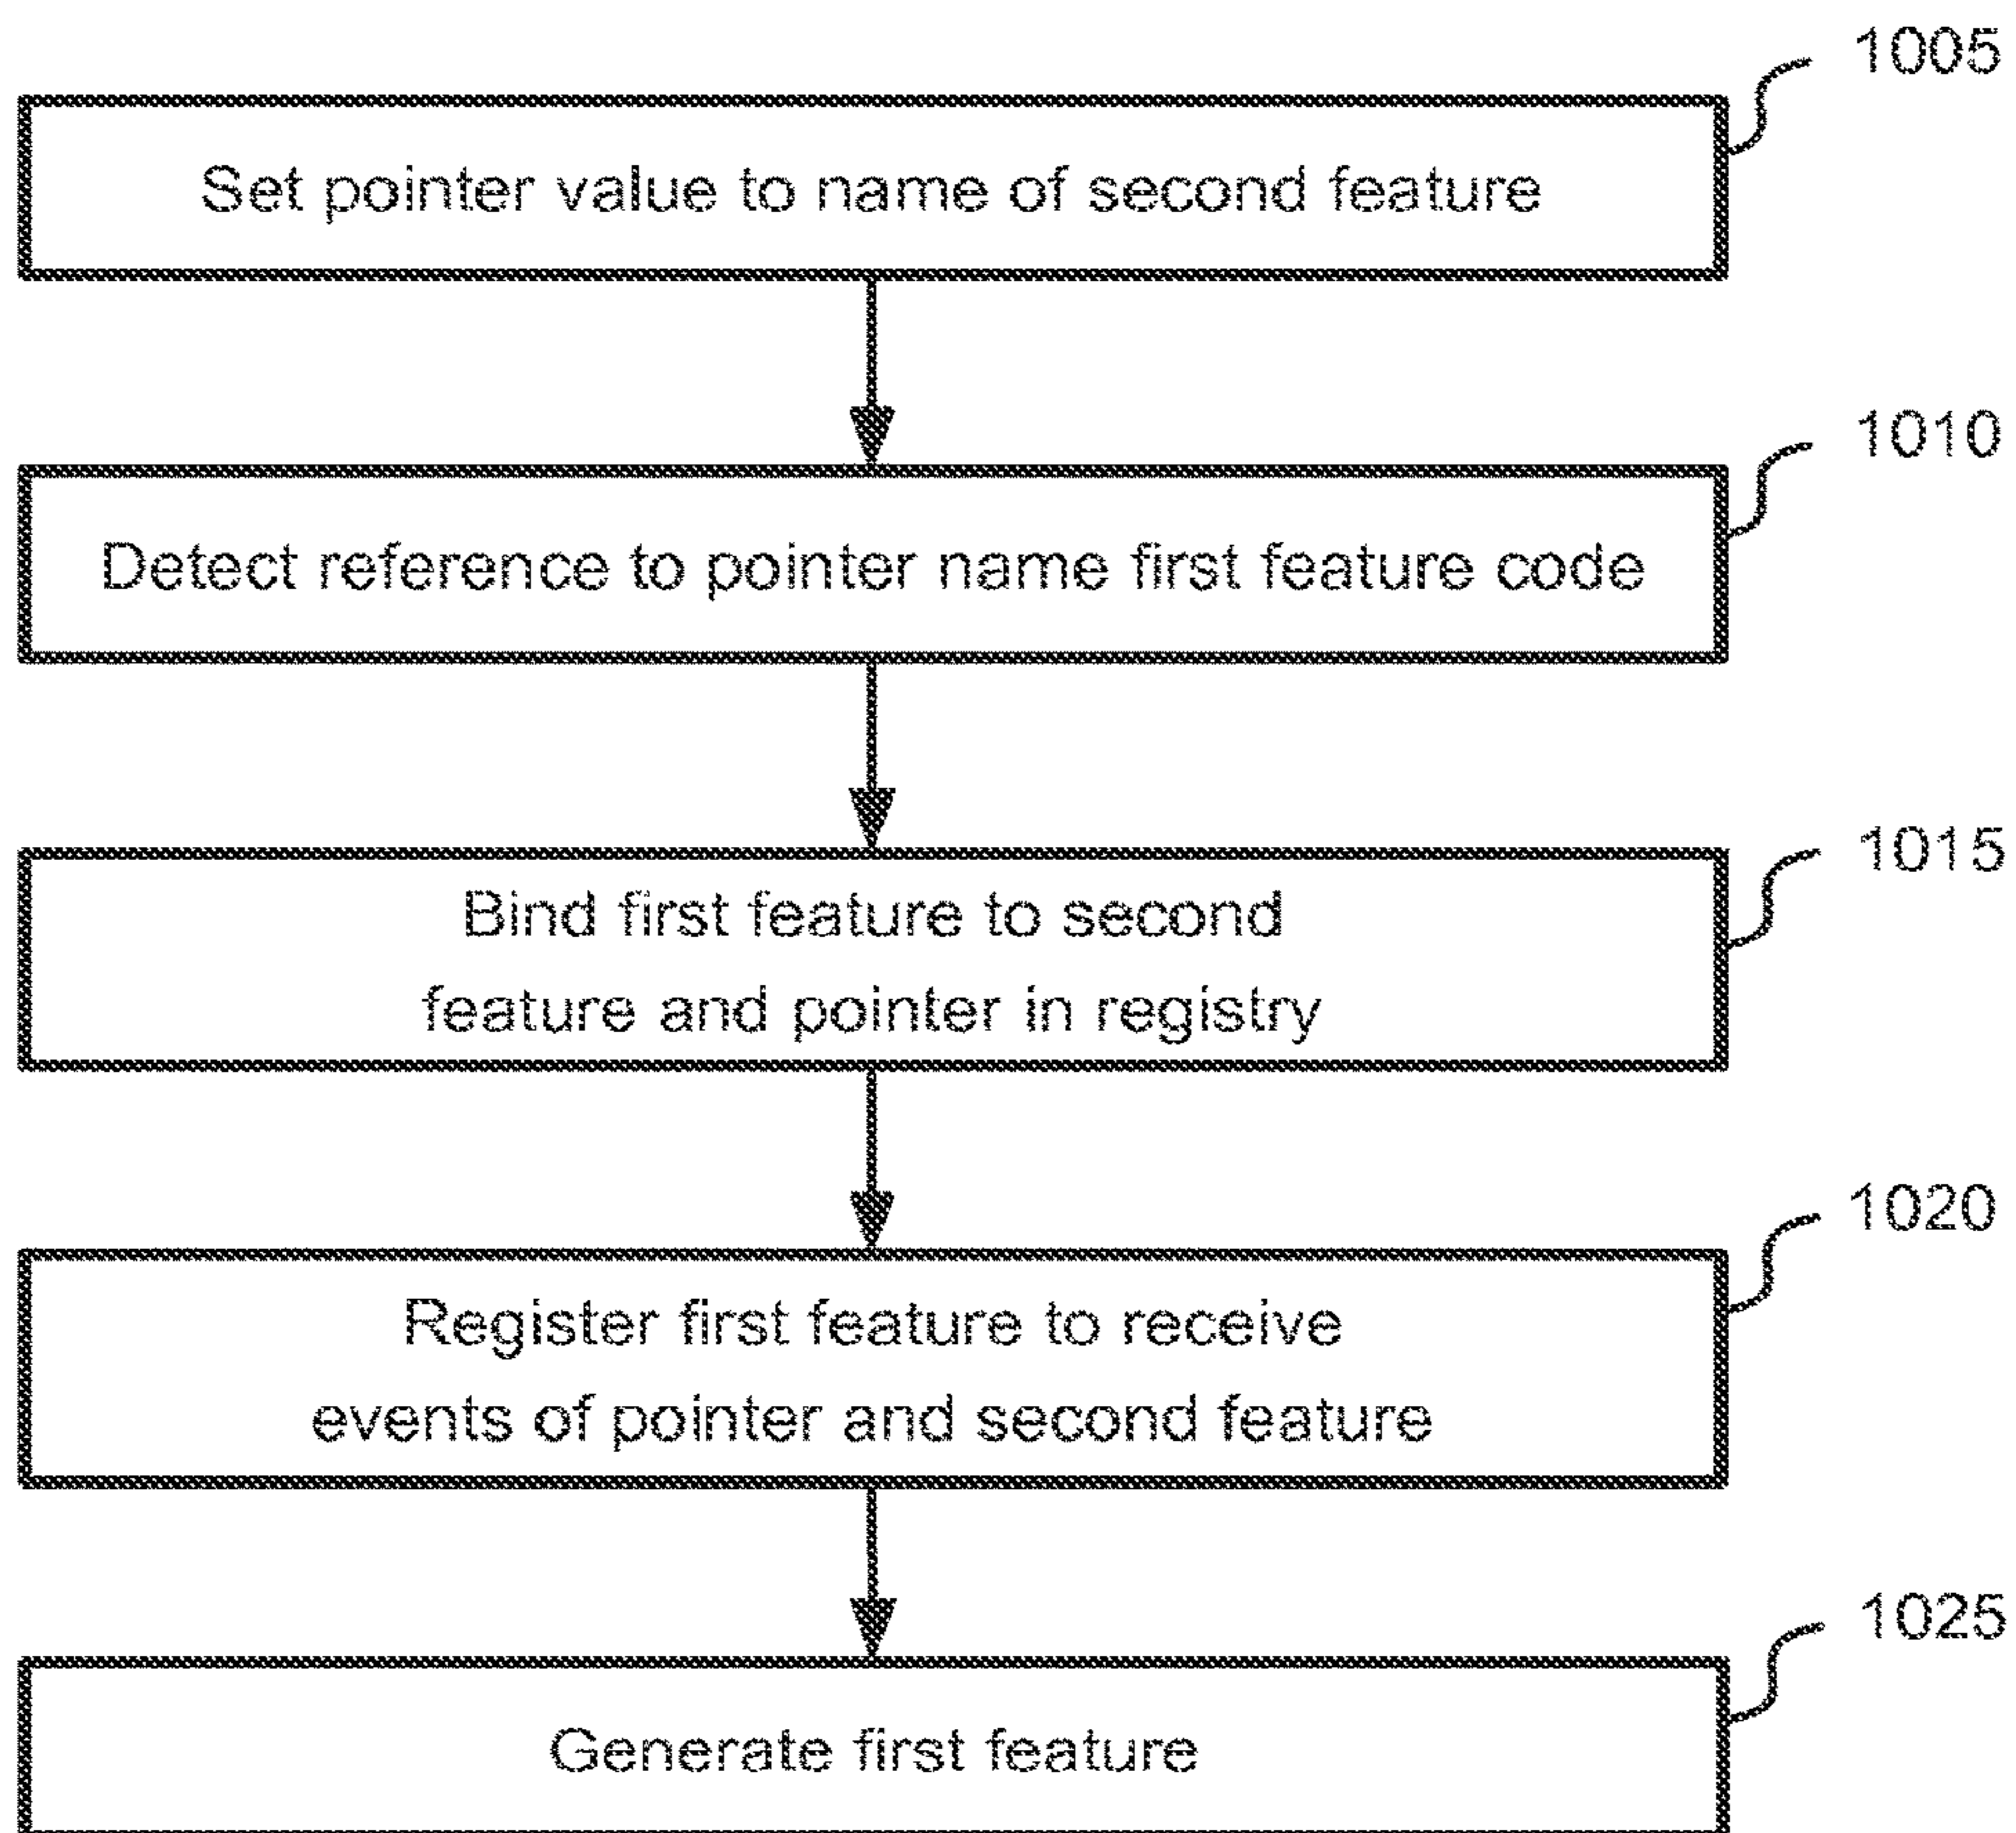 1005
Set pointer value to name of second feature
1010
Detect reference to pointer name first feature code
1015
Bind first feature to second
feature and pointer in registry
1020
Register first feature to receive
events of pointer and second feature
1025
Generate first feature